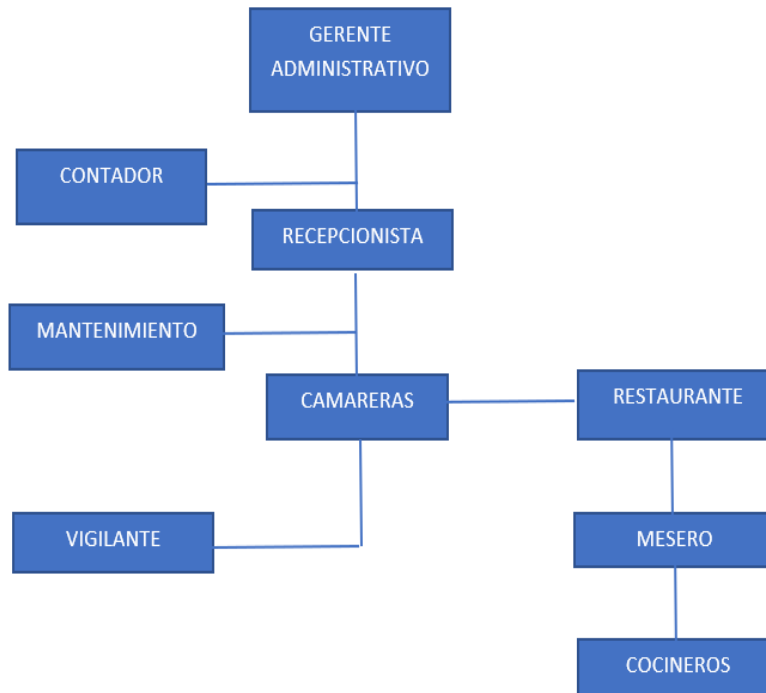 GERENTE
ADMINISTRATIVO
CONTADOR
RECEPCIONISTA
MANTENIMIENTO
CAMARERAS
RESTAURANTE
VIGILANTE
MESERO
COCINEROS